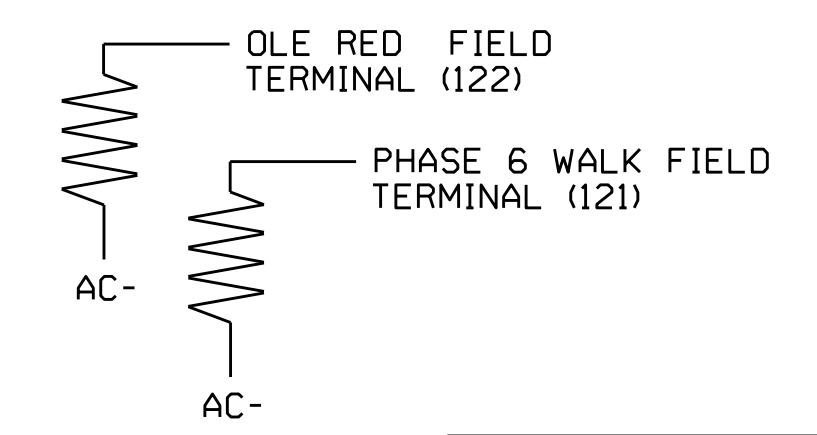 OLE RED FIELD
TERMINAL (122)
PHASE 6 WALK FIELD
TERMINAL (121)
AC-
AC-